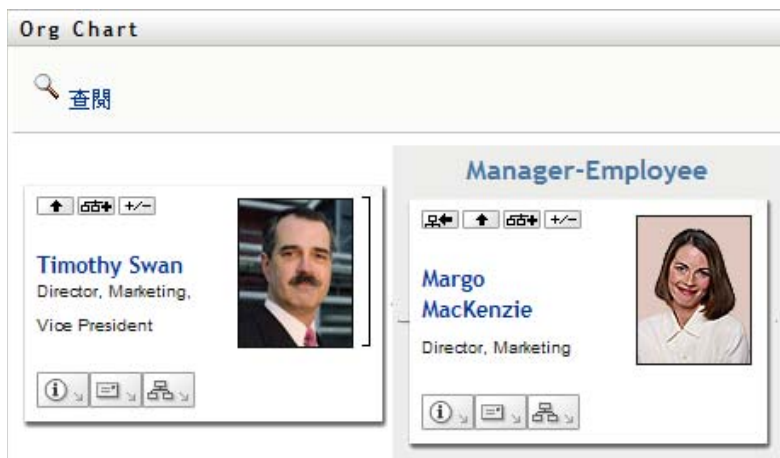 Org Chart
查閱
Manager-Employee
+/-
Timothy Swan
Director, Marketing,
Vice President
+/-
Margo
MacKenzie
Director, Marketing